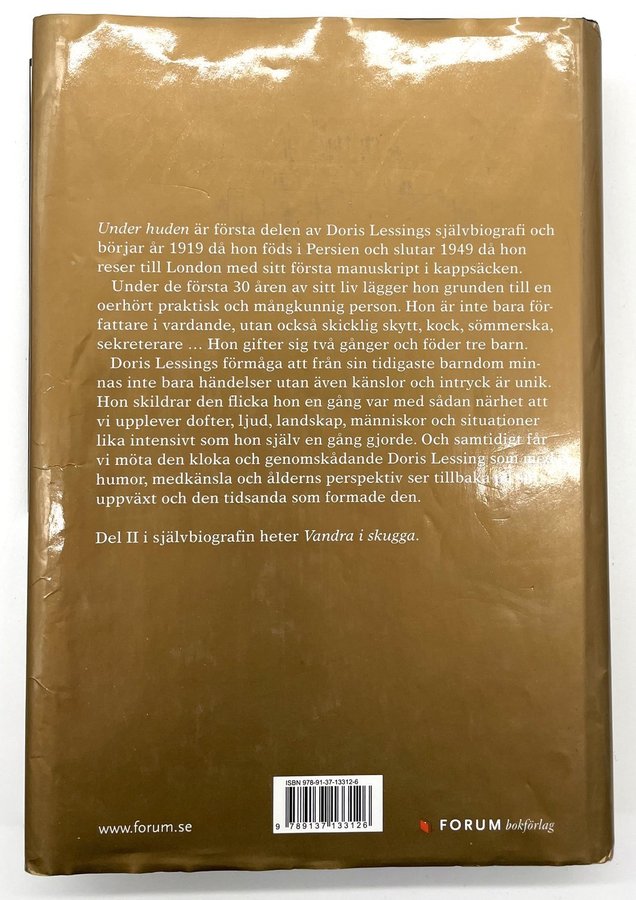 Under huden är första delen av Doris Lessings självbiografi och
börjar år 1919 då hon föds i Persien och slutar 1949 då hon
reser till London med sitt första manuskript i kappsäcken.
Under de första 30 åren av sitt liv lägger hon grunden till en
oerhört praktisk och mångkunnig person. Hon är inte bara för-
fattare i vardande, utan också skicklig skytt, kock, sömmerska,
sekreterare … Hon gifter sig två gånger och föder tre barn.
Doris Lessings förmåga att från sin tidigaste barndom min-
nas inte bara händelser utan även känslor och intryck är unik.
Hon skildrar den flicka hon en gång var med sådan närhet att
vi upplever dofter, ljud, landskap, människor och situationer
lika intensivt som hon själv en gång gjorde. Och samtidigt får
vi möta den kloka och genomskådande Doris Lessing som med
humor, medkänsla och ålderns perspektiv ser tillbaka
uppväxt och den tidsanda som formade den.
Del II i självbiografin heter Vandra i skugga.
ISBN 978-91-37-13312-6
9 789137 133126
www.forum.se
FORUM bokförlag